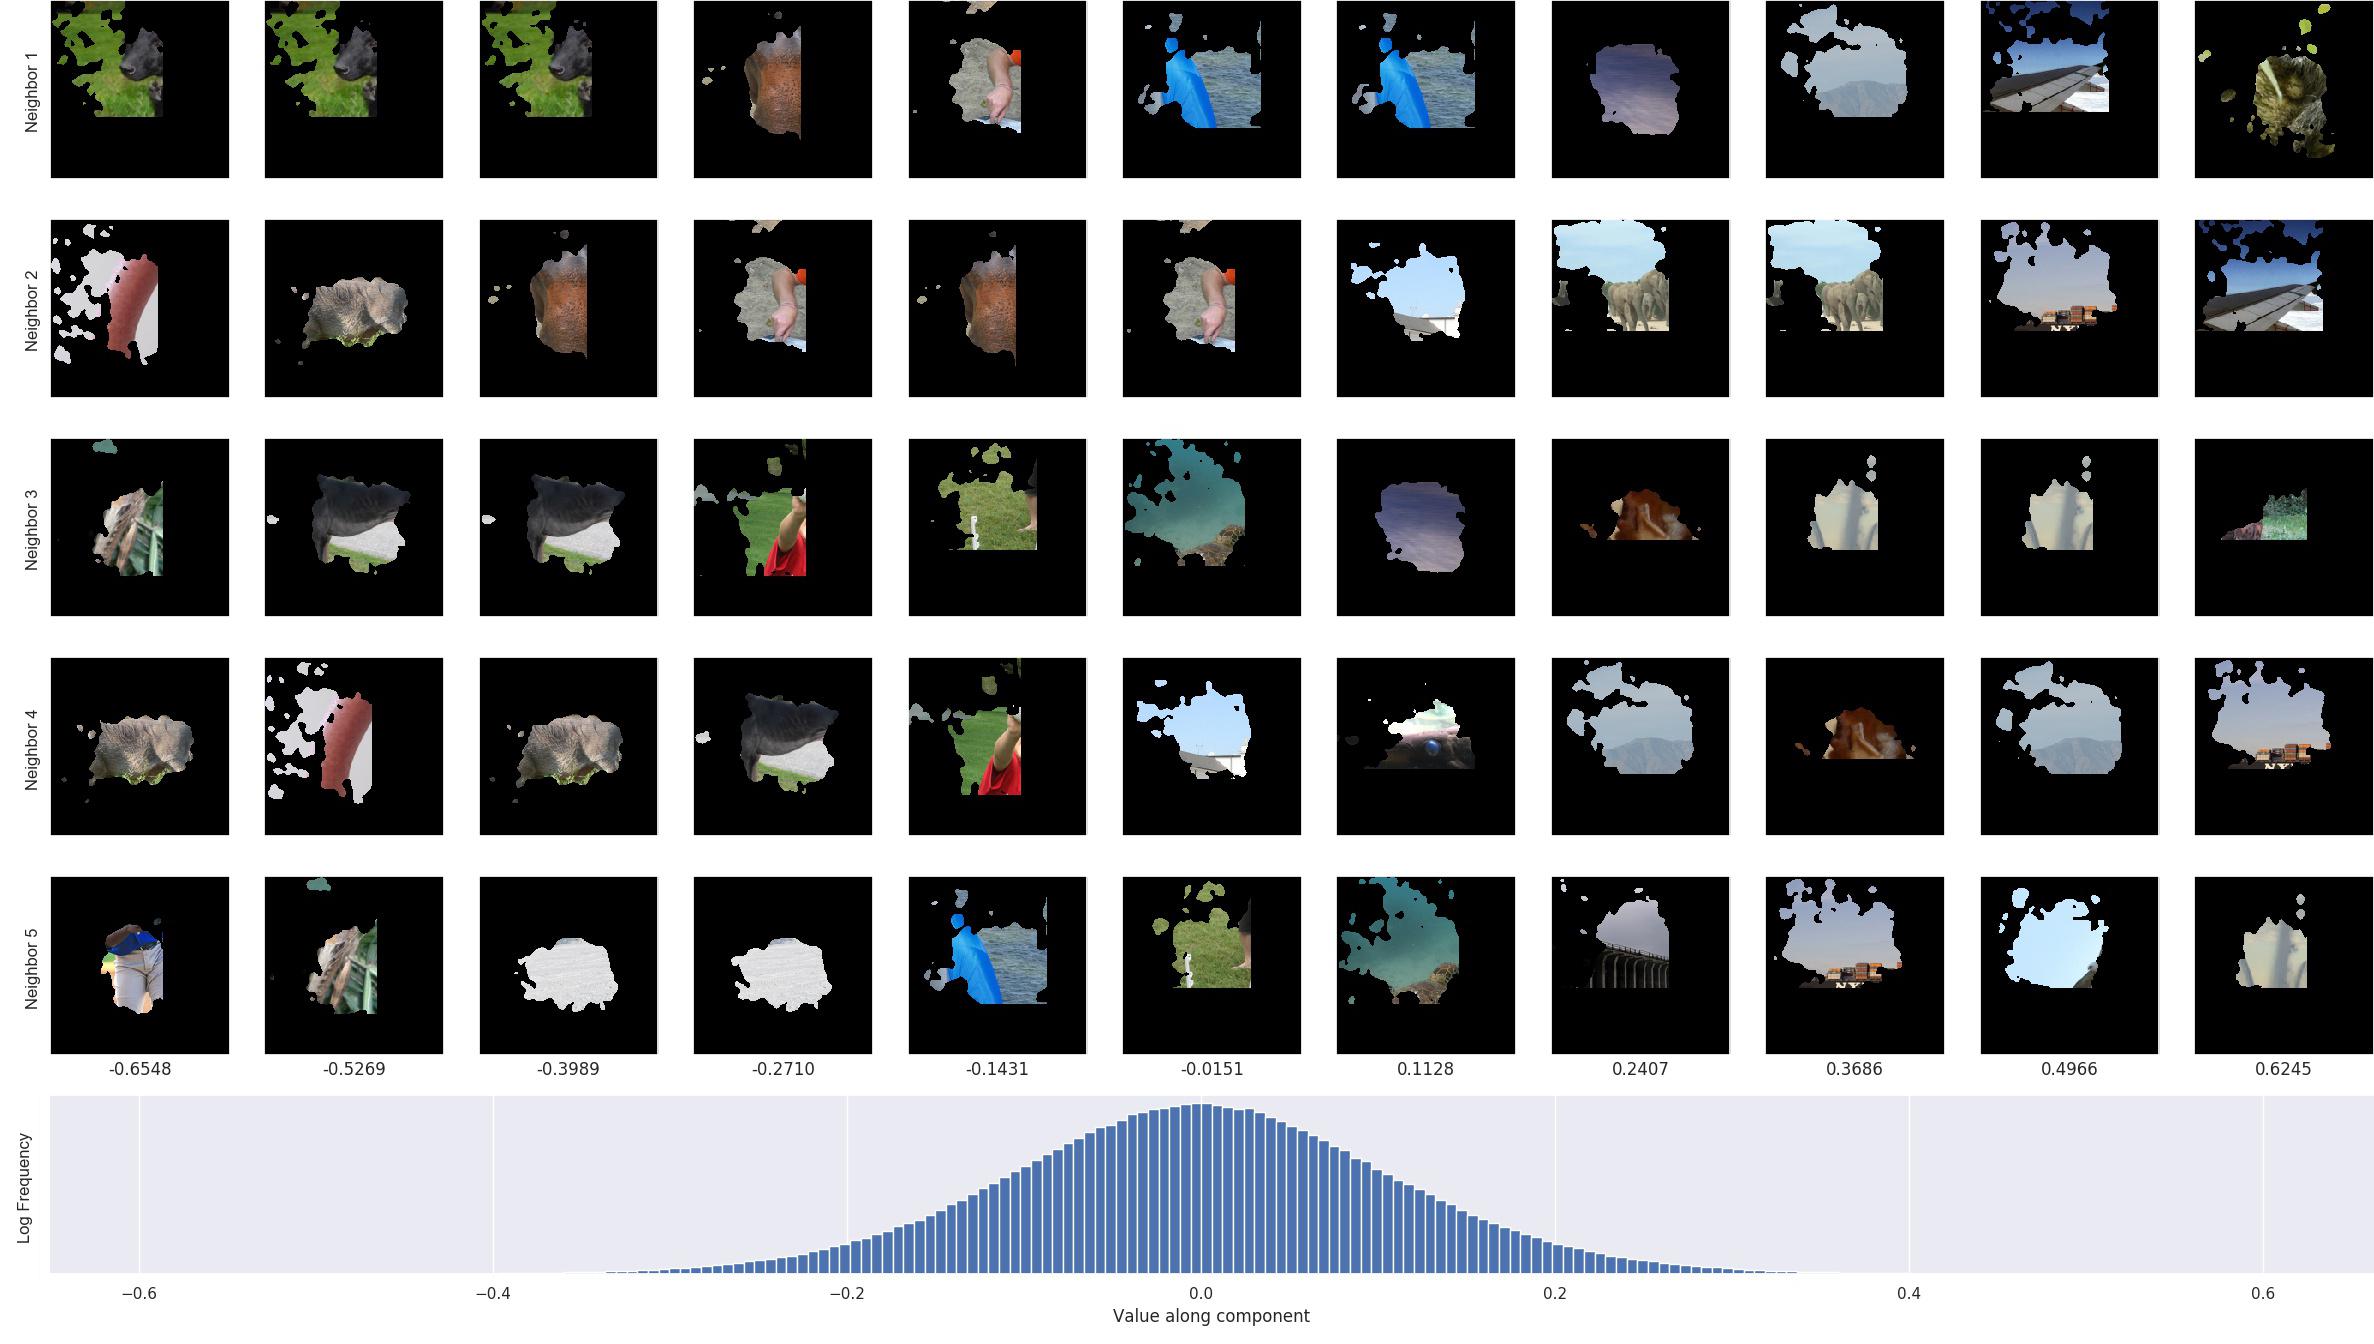 Neighbor 1
Neighbor 2
Neighbor 3
Neighbor 4
Neighbor 5
-0.6548 -0.5269 -0.3989 -0.2710 -0.1431 -0.0151 0.1128 0.2407 0.3686 0.4966 0.6245
Log Frequency
−0.6 −0.4 −0.2 0.0 0.2 0.4 0.6
Value along component